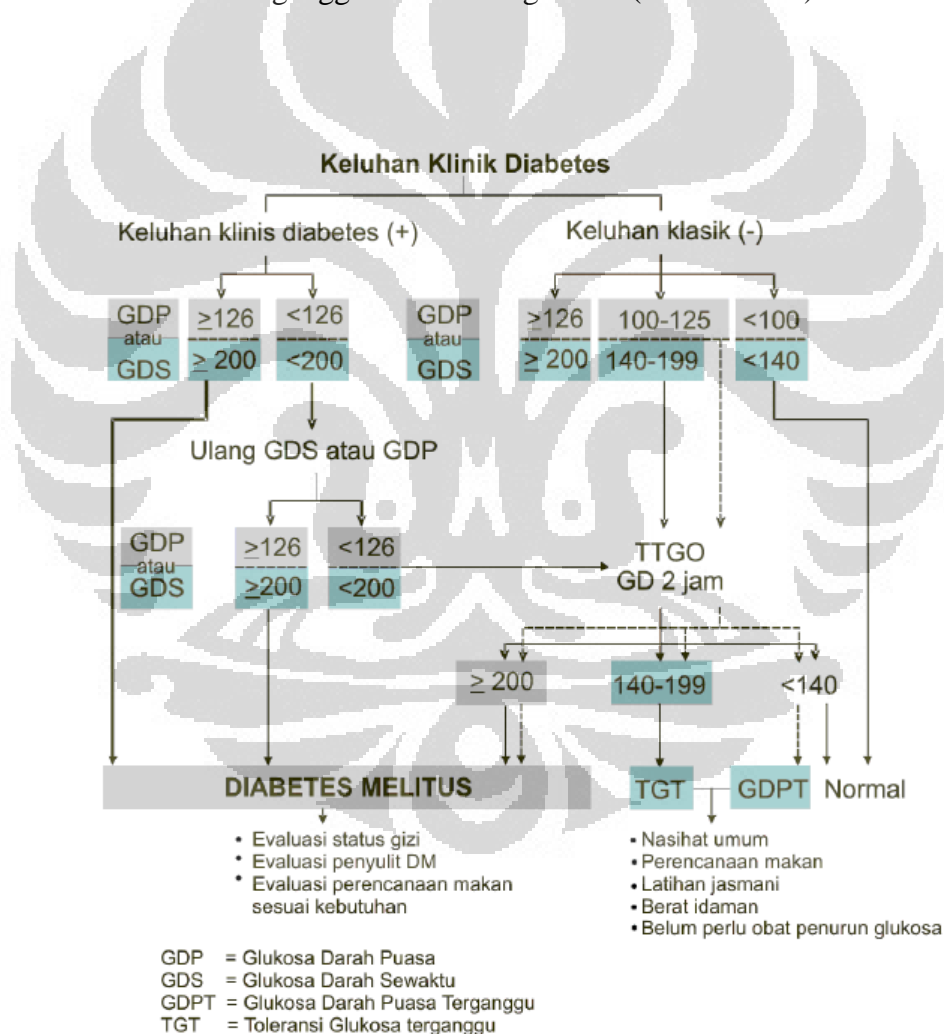 Keluhan Klinik Diabetes
Keluhan klinis diabetes (+)
Keluhan klasik (-)
GDP
atau
GDS
≥126
<126
≥ 200
<200
GDP
atau
GDS
≥126
100-125
<100
≥ 200
140-199
<140
Ulang GDS atau GDP
GDP
atau
GDS
≥126
<126
≥200
<200
TTGO
GD 2 jam
≥ 200
140-199
<140
DIABETES MELITUS
TGT
GDPT
Normal
• Evaluasi status gizi
• Evaluasi penyulit DM
• Evaluasi perencanaan makan
sesuai kebutuhan
• Nasihat umum
• Perencanaan makan
• Latihan jasmani
• Berat idaman
• Belum perlu obat penurun glukosa
GDP = Glukosa Darah Puasa
GDS = Glukosa Darah Sewaktu
GDPT = Glukosa Darah Puasa Terganggu
TGT = Toleransi Glukosa terganggu